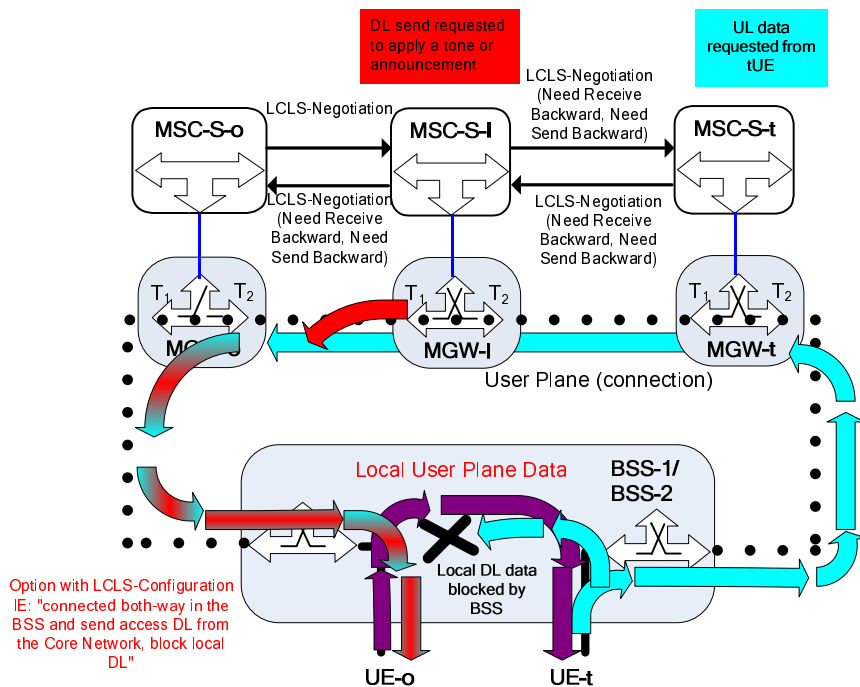 DL send requested
to apply a tone or
announcement
UL data
requested from
tUE
LCLS-Negotiation
LCLS-Negotiation
(Need Receive
Backward, Need
Send Backward)
MSC-S-o
MSC-S-I
MSC-S-t
LCLS-Negotiation
(Need Receive
Backward, Need
Send Backward)
LCLS-Negotiation
(Need Receive
Backward, Need
Send Backward)
T1
T2
T1
T2
T1
T2
MGW-I
MGW-t
User Plane (connection)
Local User Plane Data
BSS-1/
BSS-2
Local DL data
blocked by
BSS
Option with LCLS-Configuration
IE: "connected both-way in the
BSS and send access DL from
the Core Network, block local
DL"
UE-o
UE-t